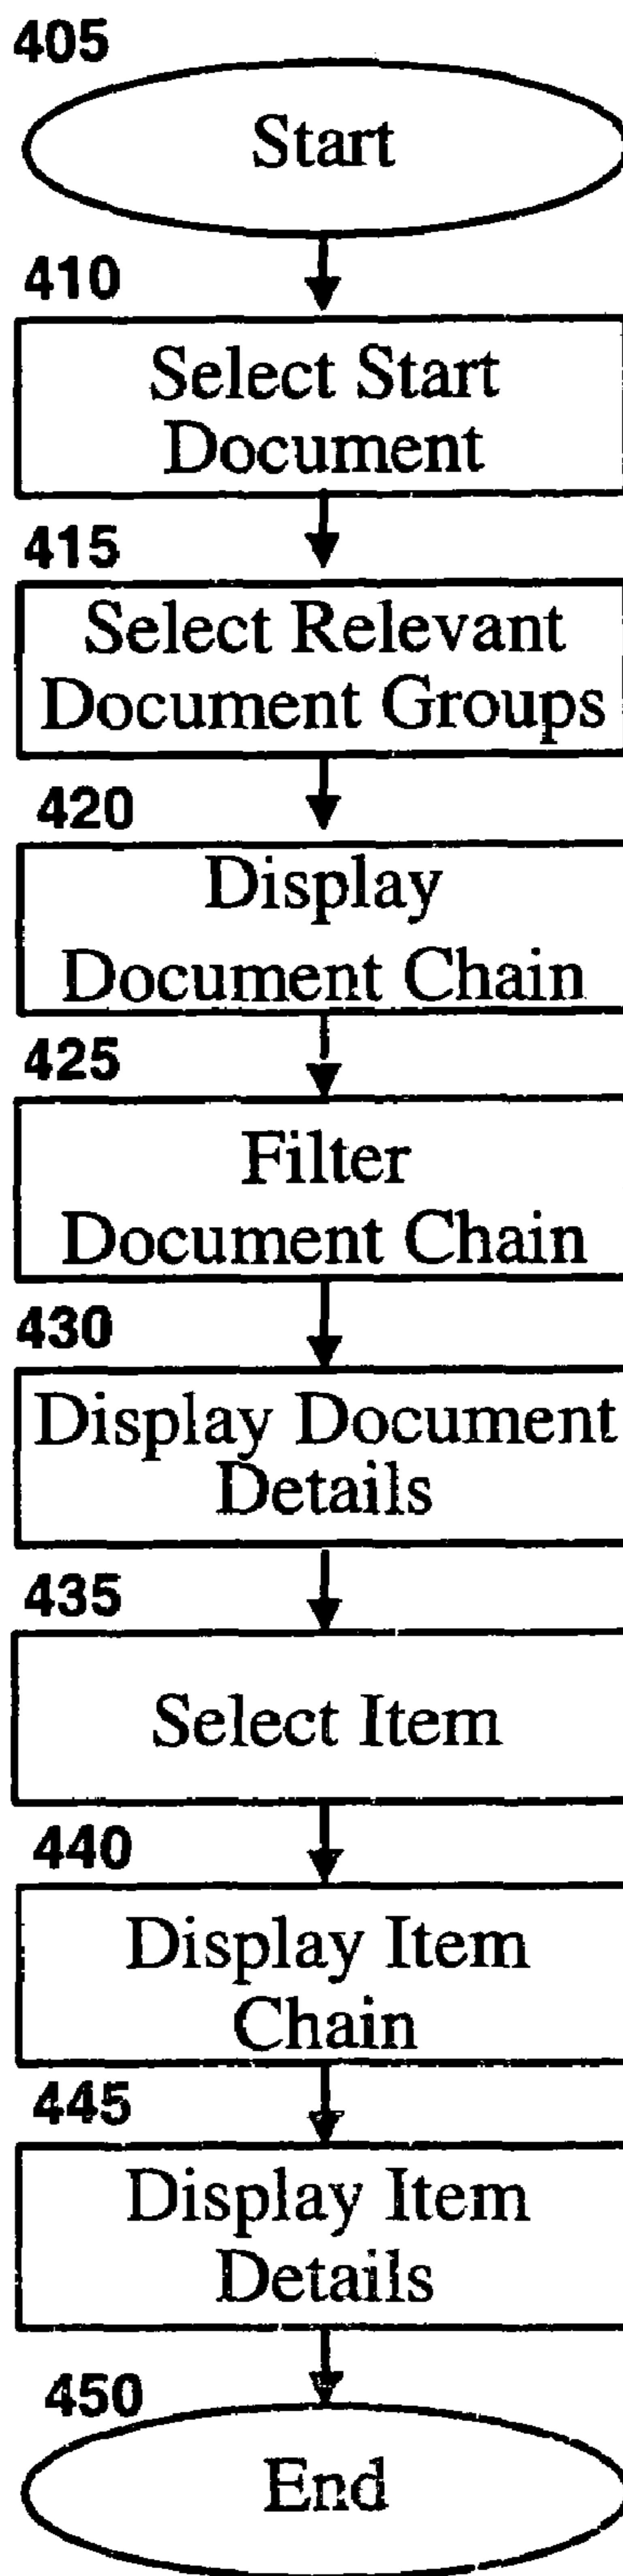 405
Start
410
Select Start
Document
415
Select Relevant
Document Groups
420
Display
Document Chain
425
Filter
Document Chain
430
Display Document
Details
435
Select Item
440
Display Item
Chain
445
Display Item
Details
450
End